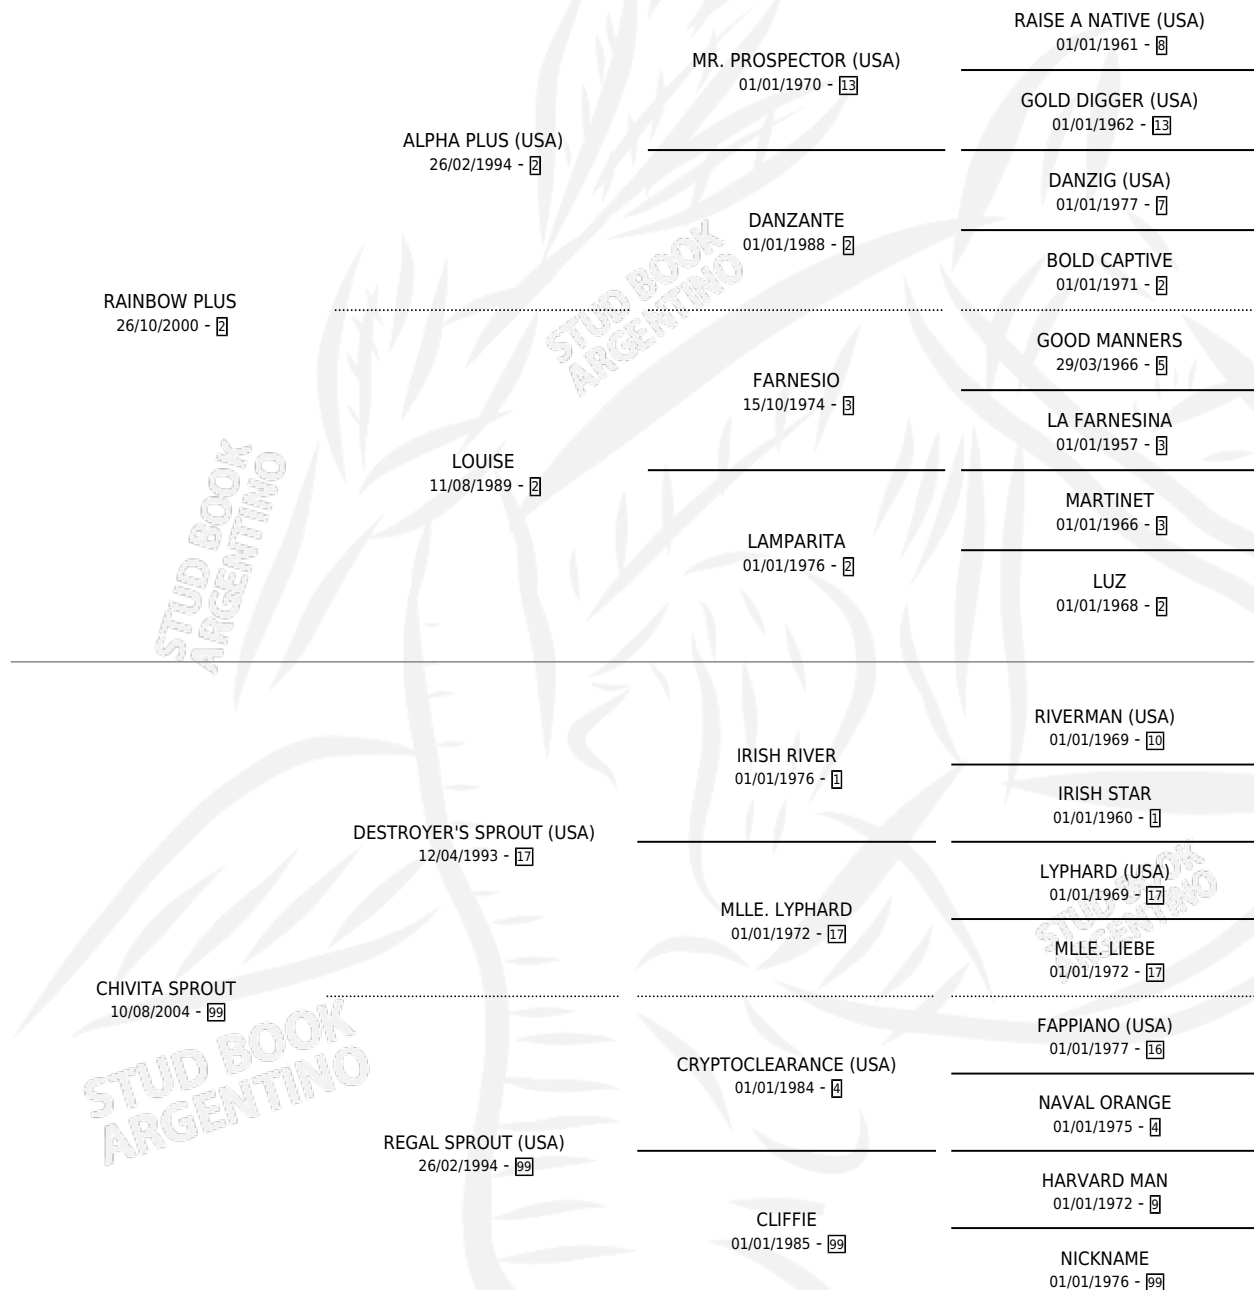 RAISE A NATIVE (USA)
01/01/1961 - 8
MR. PROSPECTOR (USA)
01/01/1970 - 13
GOLD DIGGER (USA)
01/01/1962 - 13
ALPHA PLUS (USA)
26/02/1994 - 2
DANZIG (USA)
01/01/1977 - 7
DANZANTE
01/01/1988 - 2
BOLD CAPTIVE
01/01/1971 - 2
RAINBOW PLUS
26/10/2000 - 2
GOOD MANNERS
29/03/1966 - 5
FARNESIO
15/10/1974 - 3
LA FARNESINA
01/01/1957 - 3
LOUISE
11/08/1989 - 2
MARTINET
01/01/1966 - 3
LAMPARITA
01/01/1976 - 2
LUZ
01/01/1968 - 2
STUD BOOK
ARGENTINO
STUD BOOK
ARGENTINO
RIVERMAN (USA)
01/01/1969 - 10
IRISH RIVER
01/01/1976 - 1
IRISH STAR
01/01/1960 - 1
DESTROYER'S SPROUT (USA)
12/04/1993 - 17
LYPHARD (USA)
01/01/1969 - 17
MLLE. LYPHARD
01/01/1972 - 17
MLLE. LIEBE
01/01/1972 - 17
CHIVITA SPROUT
10/08/2004 - 99
FAPPIANO (USA)
01/01/1977 - 16
CRYPTOCLEARANCE (USA)
01/01/1984 - 4
NAVAL ORANGE
01/01/1975 - 4
REGAL SPROUT (USA)
26/02/1994 - 99
HARVARD MAN
01/01/1972 - 9
CLIFFIE
01/01/1985 - 99
NICKNAME
01/01/1976 - 99
STUD BOOK
ARGENTINO
STUD BOOK
ARGENTINO